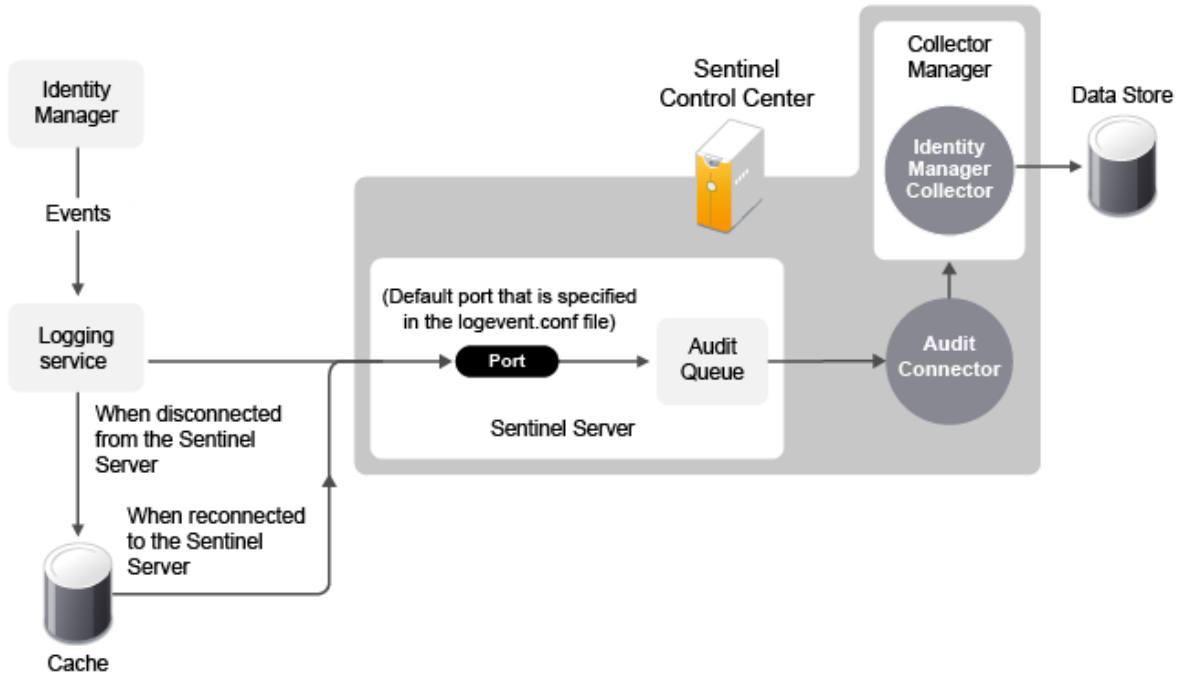 Identity
Manager
Events
Logging
service
When disconnected
from the Sentinel
Server
When reconnected
to the Sentinel
Server
Cache
Sentinel
Control Center
(Default port that is specified
in the logevent.conf file)
Port
Audit
Queue
Sentinel Server
Collector
Manager
Identity
Manager
Collector
Audit
Connector
Data Store